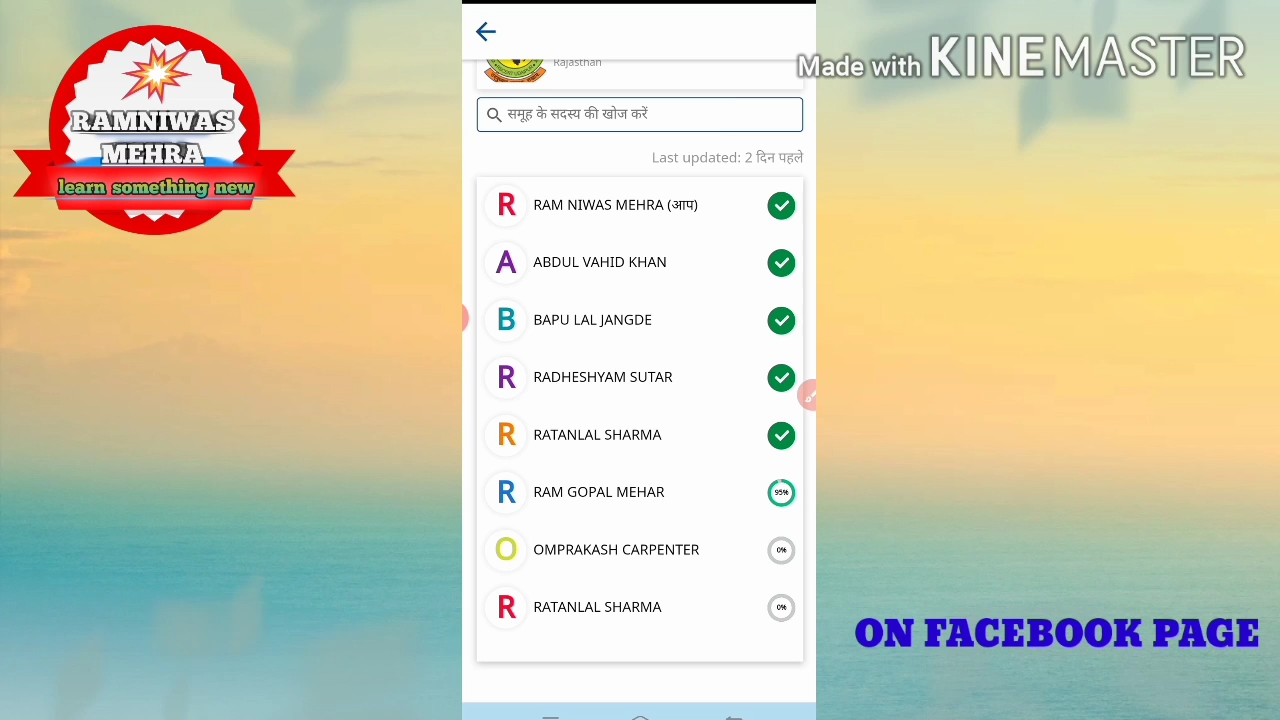 RAMNIWAS
MEHRA
learn something new
Made with KINEMASTER
Rajasthan
समूह के सदस्य की खोज करें
Last updated: 2 दिन पहले
R RAM NIWAS MEHRA (आप)
A ABDUL VAHID KHAN
B BAPU LAL JANGDE
R RADHESHYAM SUTAR
R RATANLAL SHARMA
R RAM GOPAL MEHAR 95%
O OMPRAKASH CARPENTER 0%
R RATANLAL SHARMA 0%
ON FACEBOOK PAGE